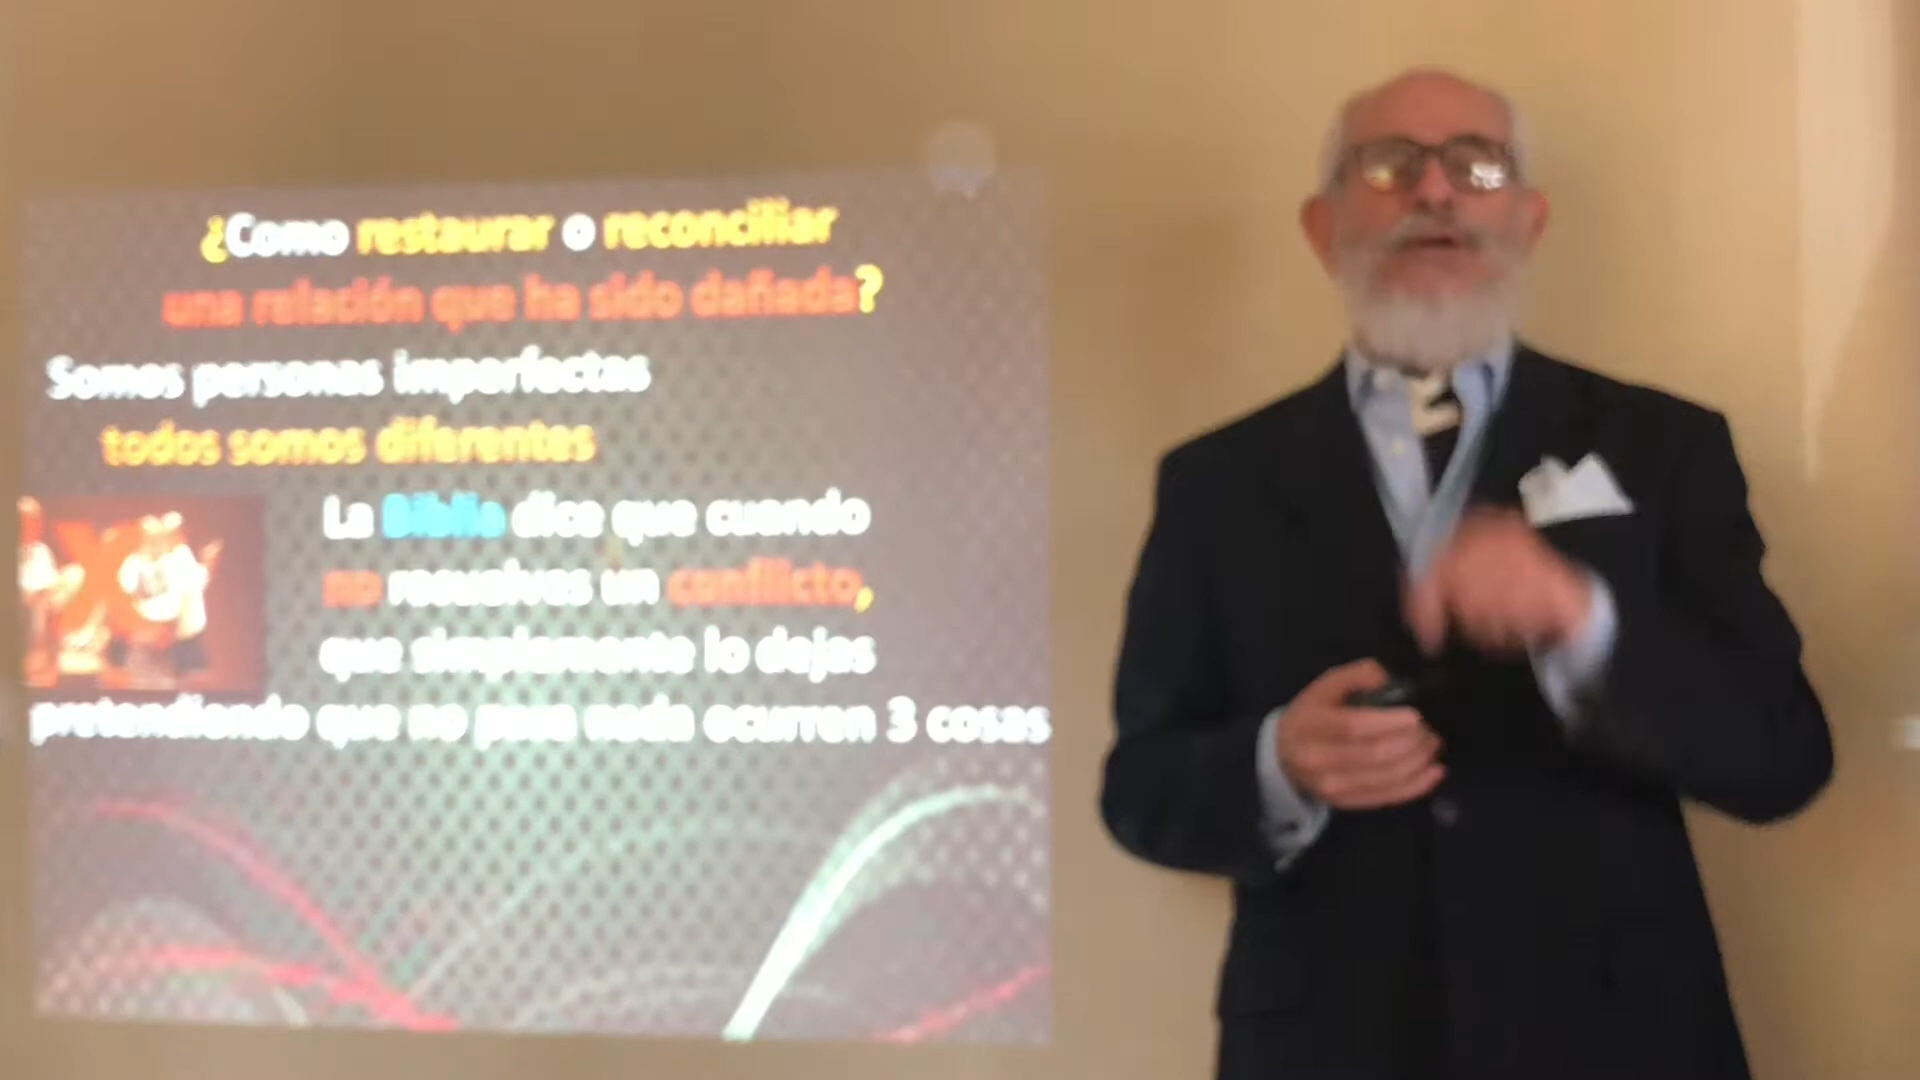 ¿Como restaurar o reconciliar
una relación que ha sido dañada?
Somos personas imperfectas
todos somos diferentes
La Biblia dice que cuando
no resuelves un conflicto,
que simplemente lo dejas
pretendiendo que no pasa nada ocurren 3 cosas